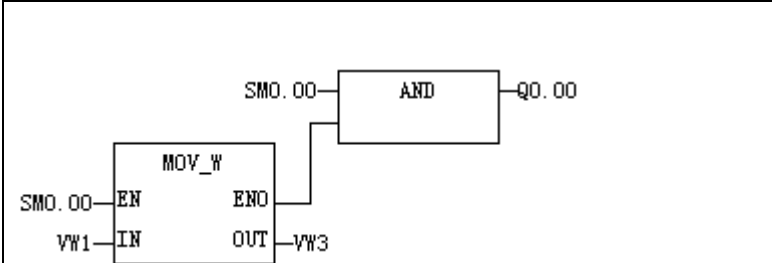 SM0.00 AND Q0.00
MOV_W
SM0.00 EN ENO
VW1 IN OUT VW3